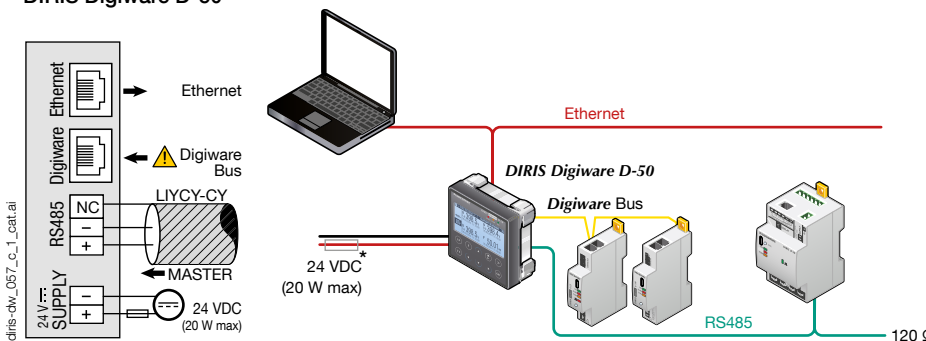 DIRIS Digiware D-50
Ethernet
Ethernet
Digiware
Digiware
Bus
RS485
NC
–
+
LIYCY-CY
MASTER
24 V
SUPPLY
–
+
24 VDC
(20 W max)
diris-dw_057_c_1_cat.ai
Ethernet
DIRIS Digiware D-50
Digiware Bus
24 VDC
*
(20 W max)
RS485
120 Ω